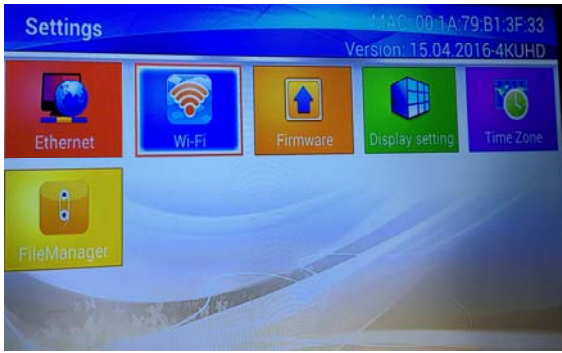 Settings
MAC: 00:1A:79:B1:3F:33
Version: 15.04.2016-4KUHD
Ethernet
Wi-Fi
Firmware
Display setting
Time Zone
FileManager